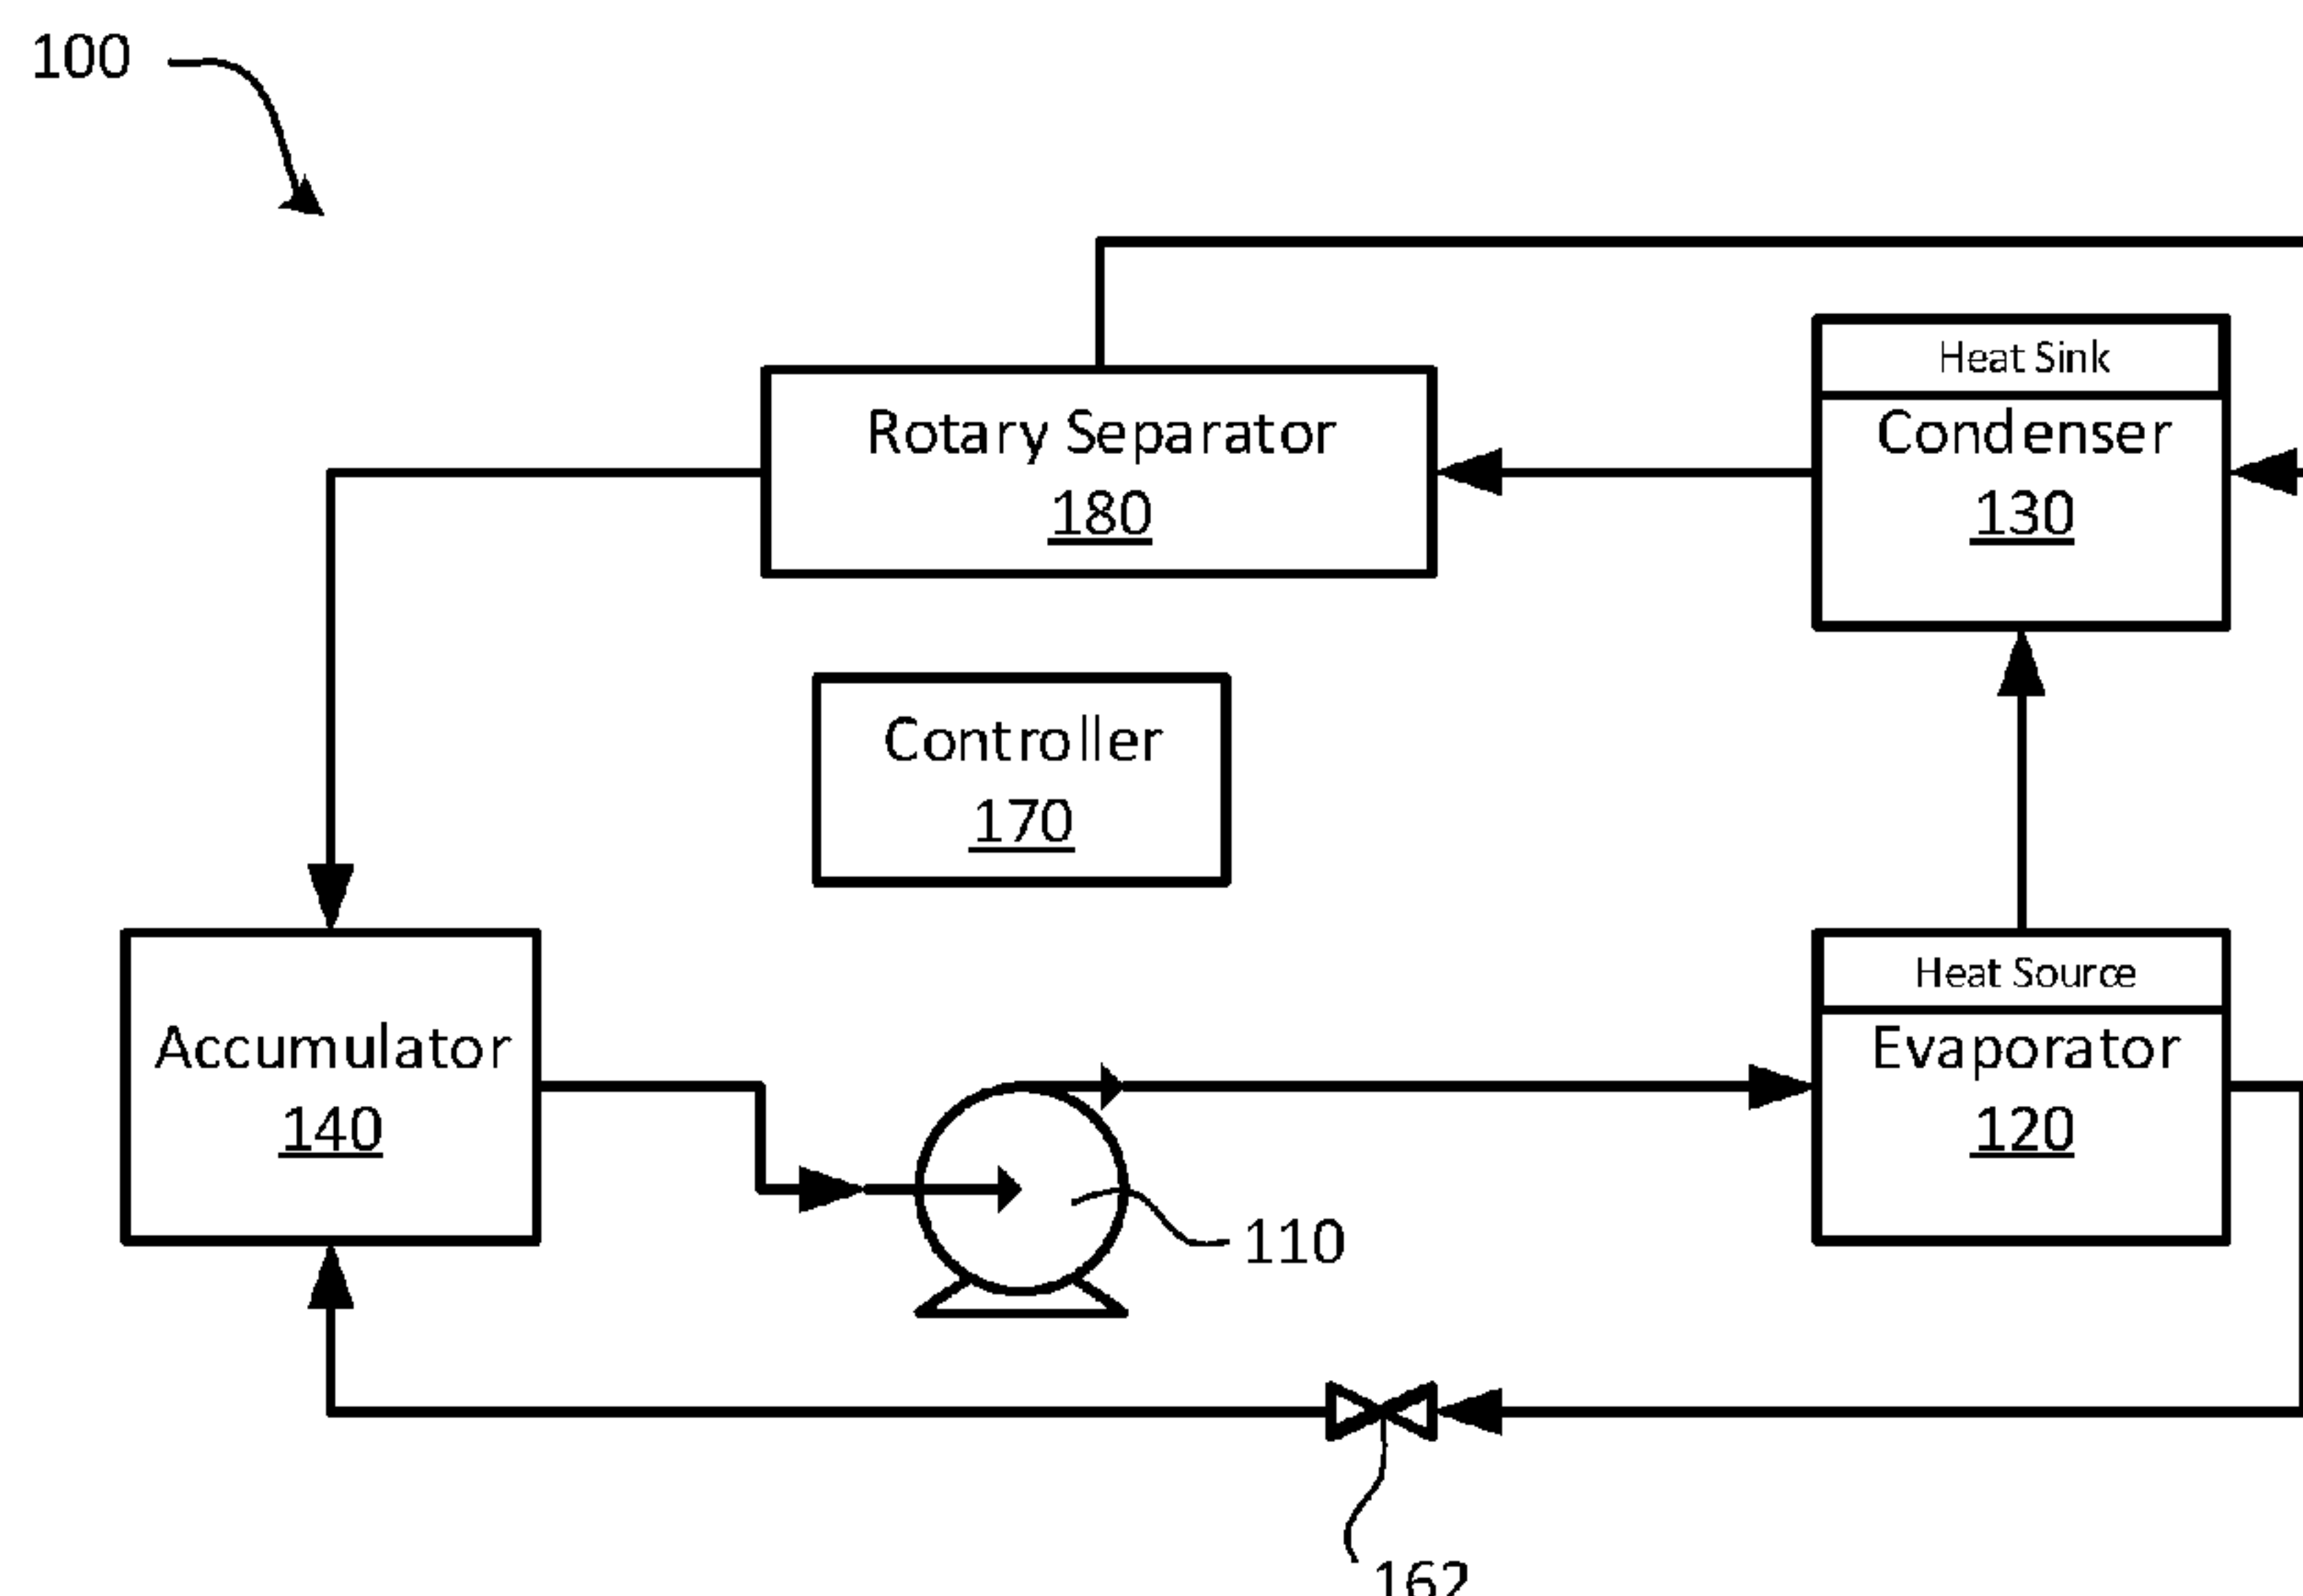 100
Heat Sink
Rotary Separator
180
Condenser
130
Controller
170
Heat Source
Accumulator
140
Evaporator
120
110
162